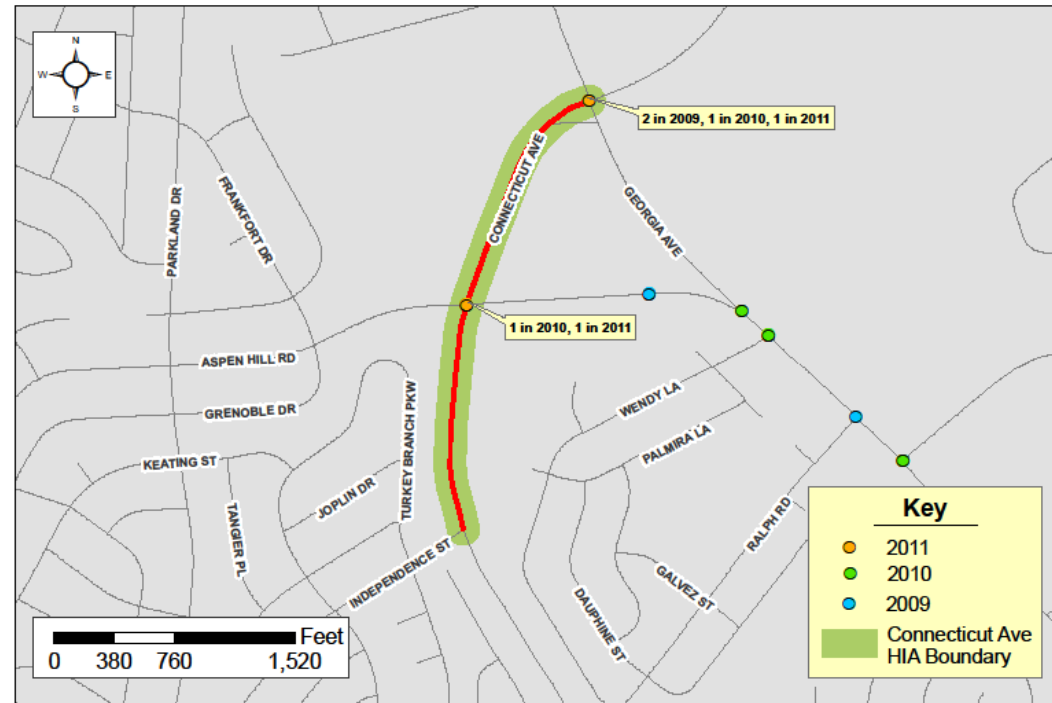 N
W E
S
2 in 2009, 1 in 2010, 1 in 2011
CONNECTICUT AVE
GEORGIA AVE
PARKLAND DR
FRANKFORT DR
1 in 2010, 1 in 2011
ASPEN HILL RD
GRENOBLE DR
TURKEY BRANCH PKW
WENDY LA
PALMIRA LA
KEATING ST
JOPLIN DR
TANGIER PL
INDEPENDENCE ST
RALPH RD
GALVEZ ST
DAUPHINE ST
Key
2011
2010
2009
Connecticut Ave
HIA Boundary
Feet
0 380 760 1,520